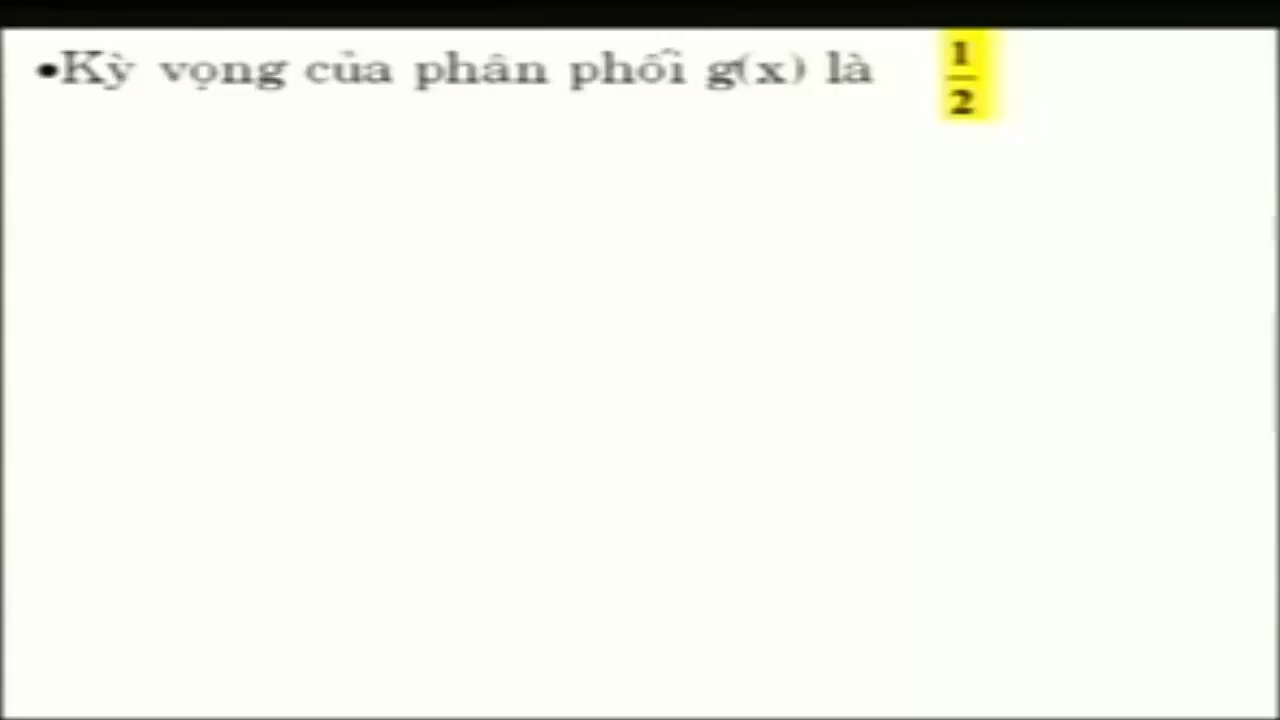 •Kỳ vọng của phân phối g(x) là 1/2